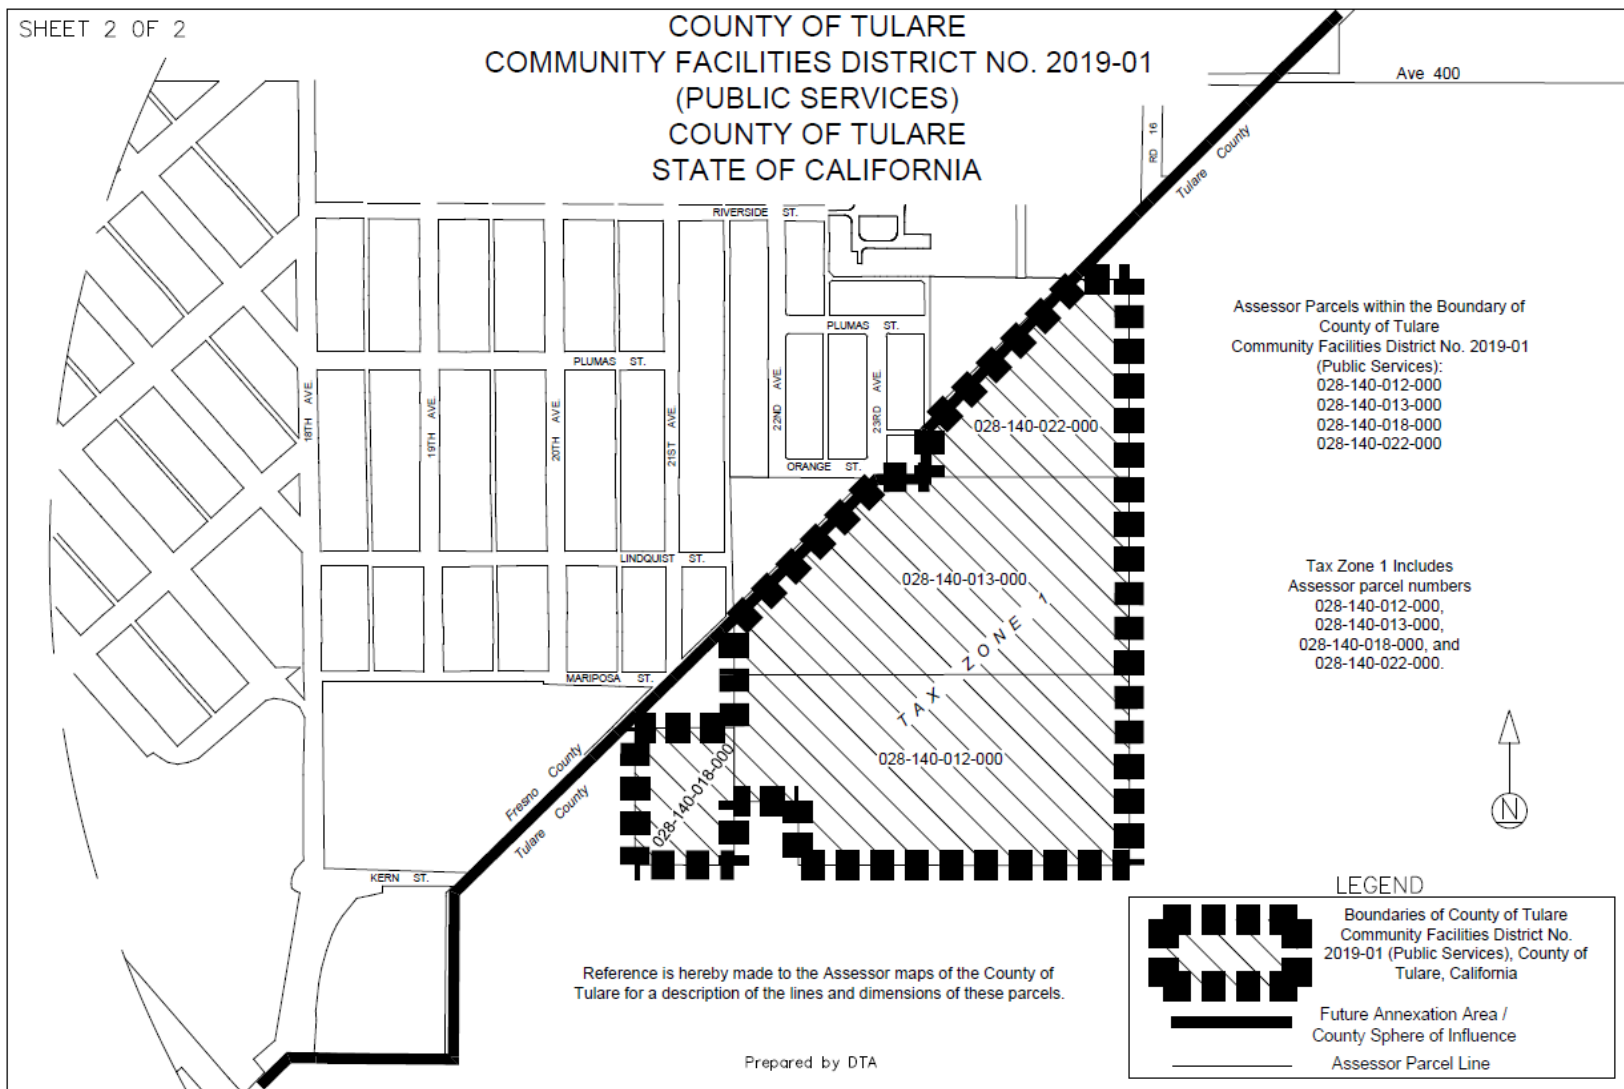 SHEET 2 OF 2
COUNTY OF TULARE
COMMUNITY FACILITIES DISTRICT NO. 2019-01
(PUBLIC SERVICES)
COUNTY OF TULARE
STATE OF CALIFORNIA
Ave 400
RD 16
Tulare County
RIVERSIDE ST.
PLUMAS ST.
PLUMAS ST.
18TH AVE.
19TH AVE.
20TH AVE.
21ST AVE.
22ND AVE.
23RD AVE.
ORANGE ST.
LINDQUIST ST.
MARIPOSA ST.
KERN ST.
Fresno County
Tulare County
028-140-022-000
028-140-013-000
TAX ZONE 1
028-140-012-000
028-140-018-000
Assessor Parcels within the Boundary of
County of Tulare
Community Facilities District No. 2019-01
(Public Services):
028-140-012-000
028-140-013-000
028-140-018-000
028-140-022-000
Tax Zone 1 Includes
Assessor parcel numbers
028-140-012-000,
028-140-013-000,
028-140-018-000, and
028-140-022-000.
N
LEGEND
Boundaries of County of Tulare
Community Facilities District No.
2019-01 (Public Services), County of
Tulare, California
Future Annexation Area /
County Sphere of Influence
Assessor Parcel Line
Reference is hereby made to the Assessor maps of the County of
Tulare for a description of the lines and dimensions of these parcels.
Prepared by DTA